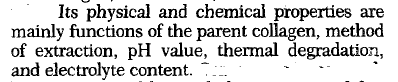 Its physical and chemical properties are
mainly functions of the parent collagen, method
of extraction, pH value, thermal degradation,
and electrolyte content.